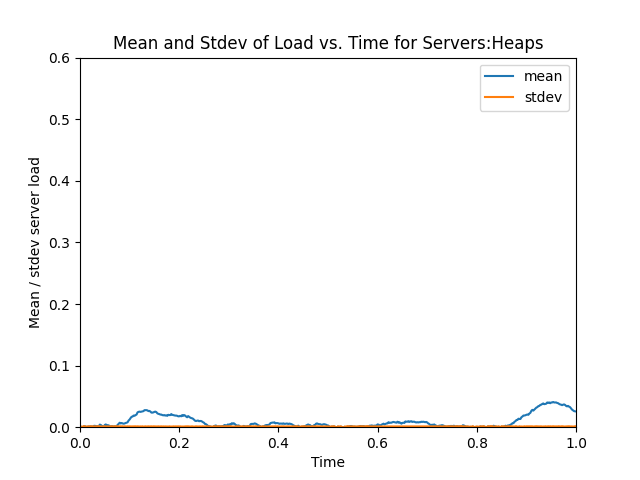 Mean and Stdev of Load vs. Time for Servers:Heaps
mean
stdev
Mean / stdev server load
0.6
0.5
0.4
0.3
0.2
0.1
0.0
0.0 0.2 0.4 0.6 0.8 1.0
Time